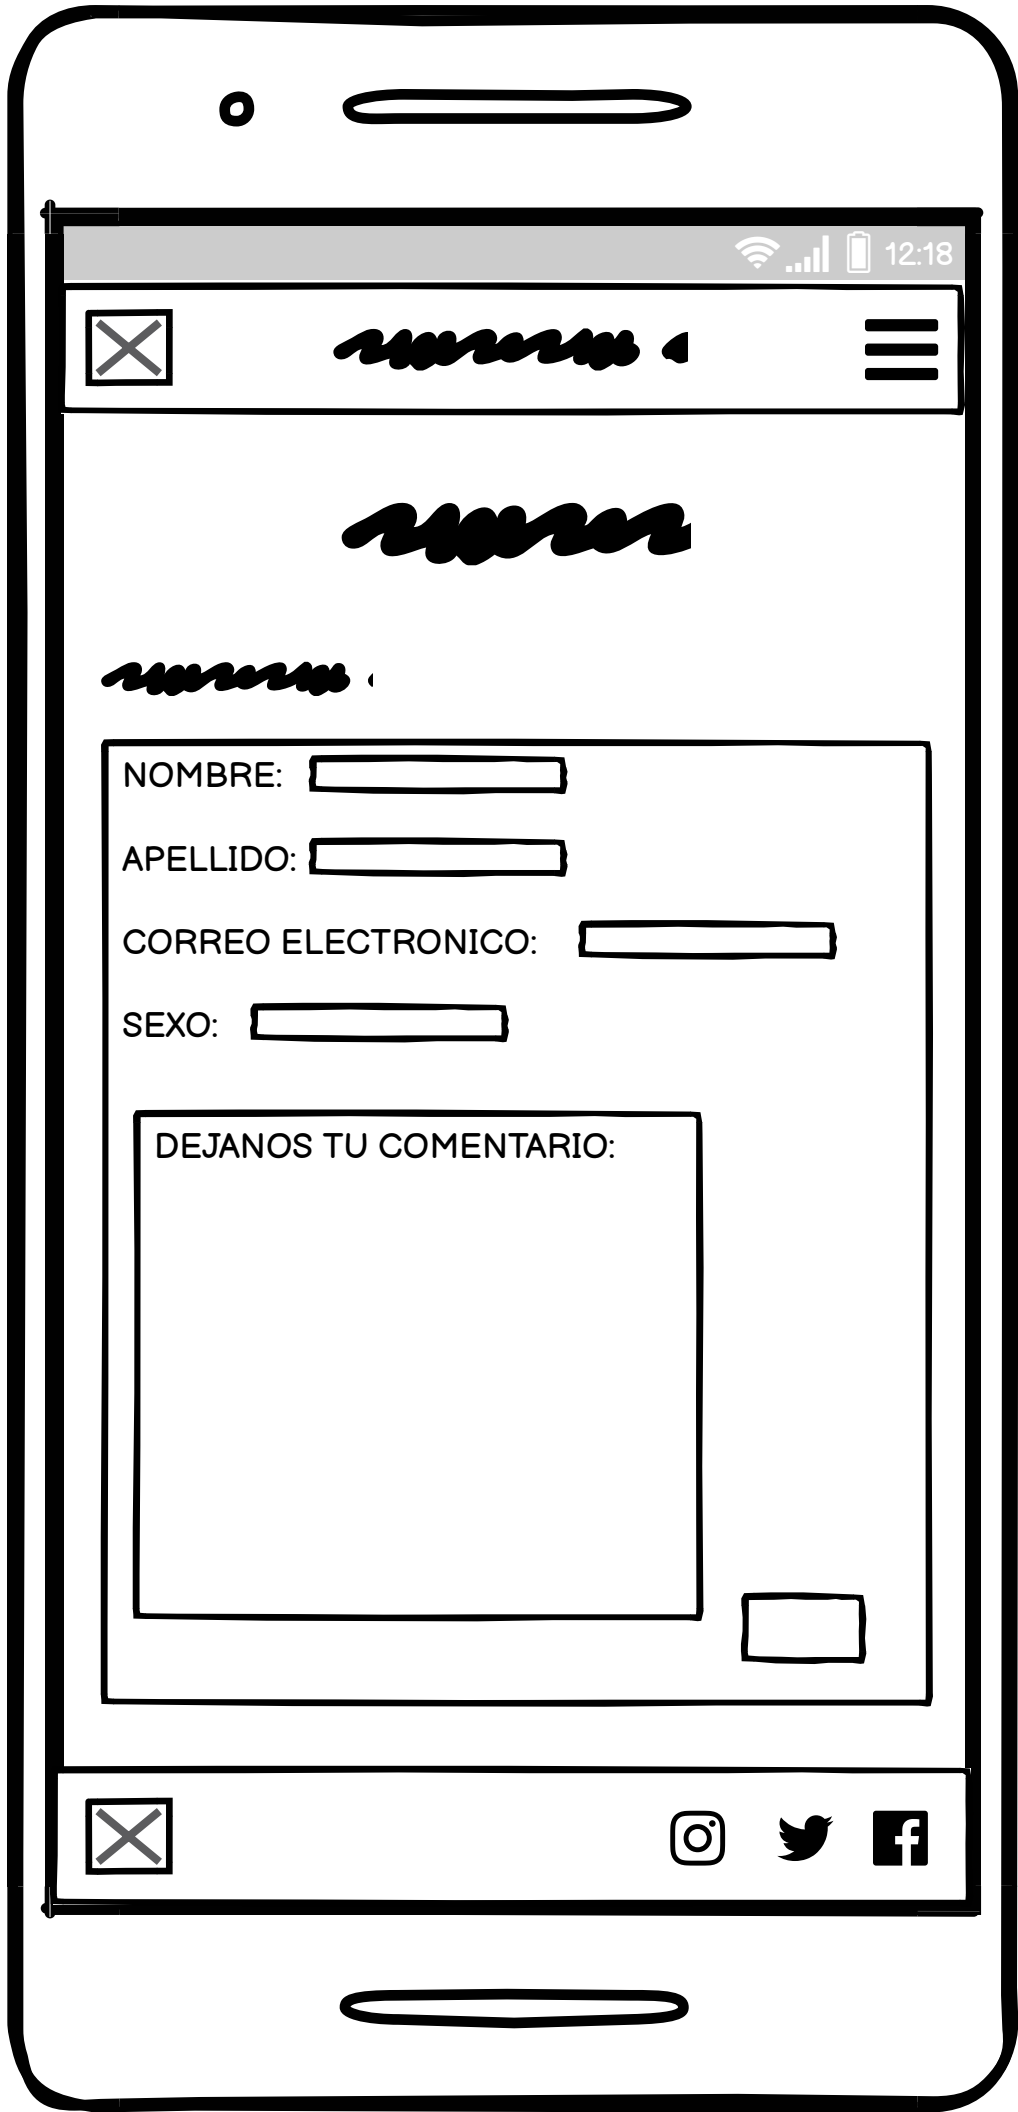 12:18
NOMBRE:
APELLIDO:
CORREO ELECTRONICO:
SEXO:
DEJANOS TU COMENTARIO: